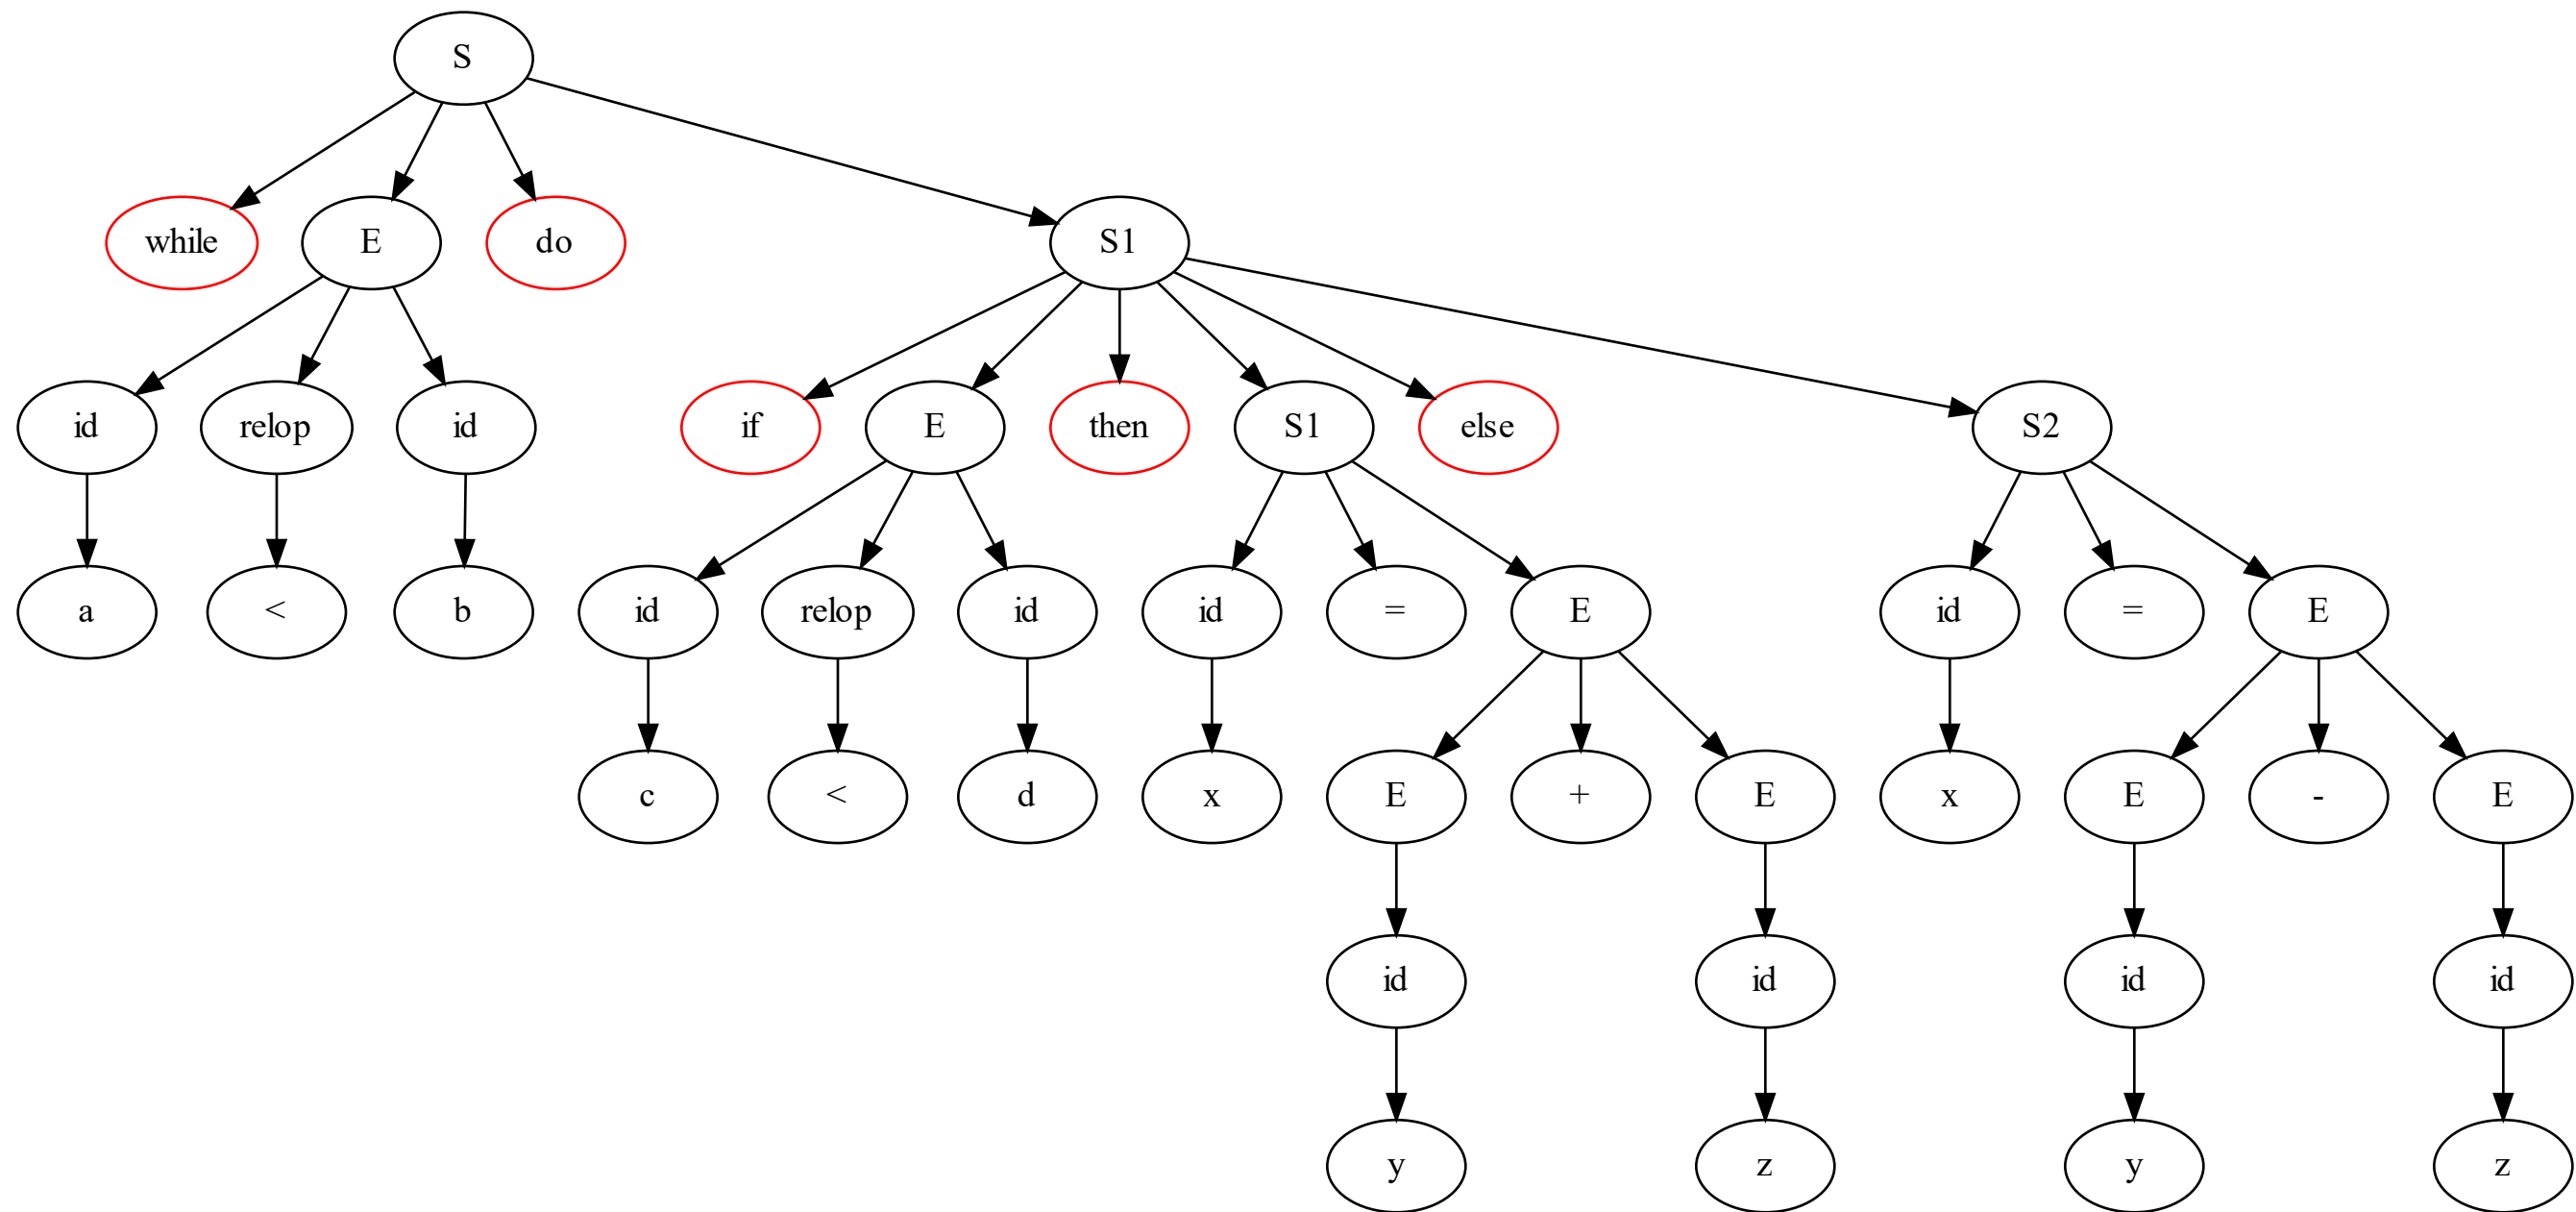 S
while E do S1
id relop id if E then S1 else S2
a < b id relop id id = E id = E
c < d x E + E x E - E
id id id id
y z y z